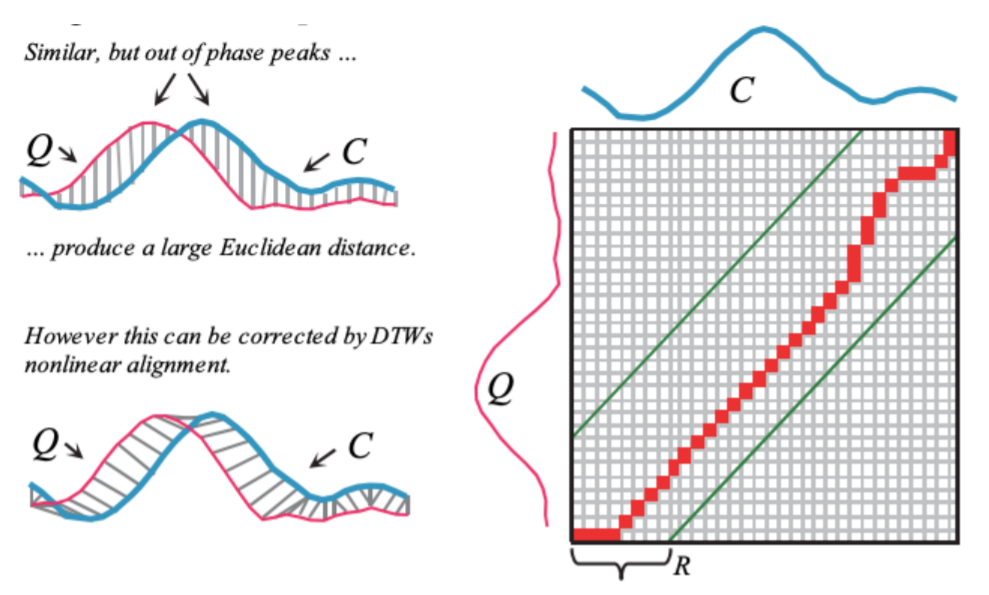 Similar, but out of phase peaks ...
Q
C
... produce a large Euclidean distance.
However this can be corrected by DTWs
nonlinear alignment.
Q
C
C
Q
R